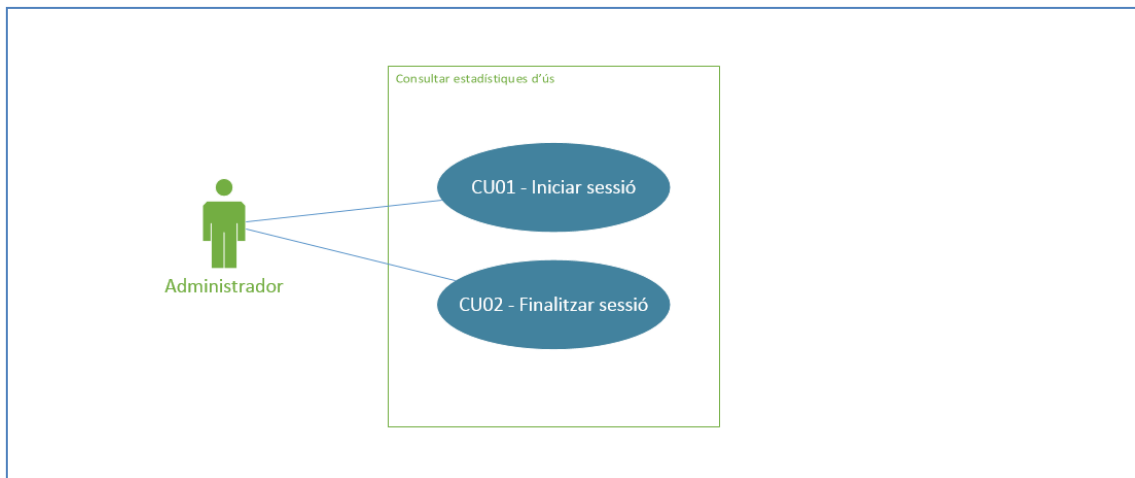 Consultar estadístiques d'ús
CU01 - Iniciar sessió
Administrador
CU02 - Finalitzar sessió